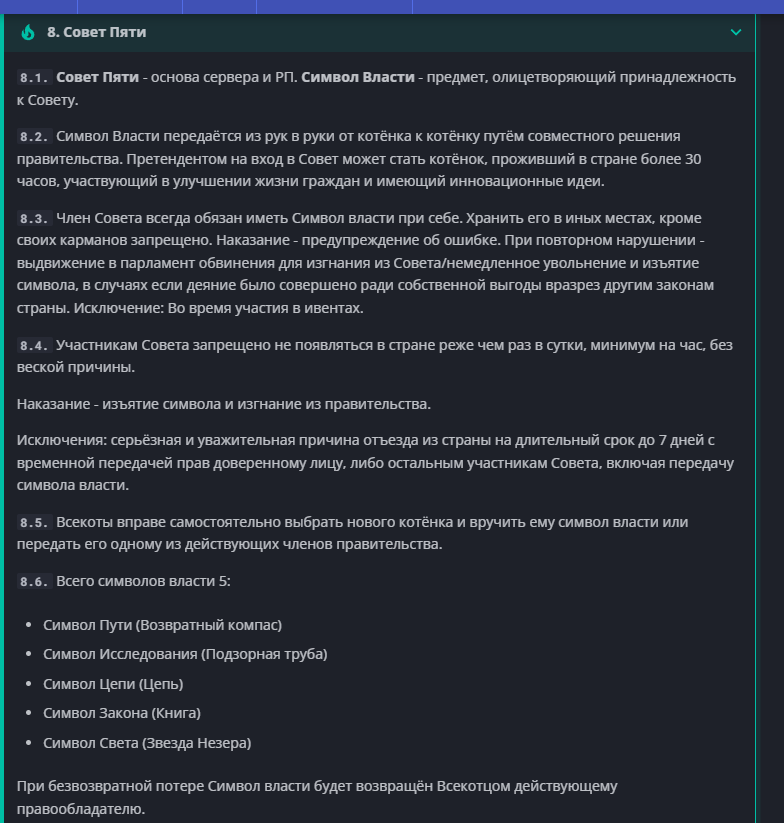 8. Совет Пяти
8.1. Совет Пяти - основа сервера и РП. Символ Власти - предмет, олицетворяющий принадлежность
к Совету.
8.2. Символ Власти передаётся из рук в руки от котёнка к котёнку путём совместного решения
правительства. Претендентом на вход в Совет может стать котёнок, проживший в стране более 30
часов, участвующий в улучшении жизни граждан и имеющий инновационные идеи.
8.3. Член Совета всегда обязан иметь Символ власти при себе. Хранить его в иных местах, кроме
своих карманов запрещено. Наказание - предупреждение об ошибке. При повторном нарушении -
выдвижение в парламент обвинения для изгнания из Совета/немедленное увольнение и изъятие
символа, в случаях если деяние было совершено ради собственной выгоды вразрез другим законам
страны. Исключение: Во время участия в ивентах.
8.4. Участникам Совета запрещено не появляться в стране реже чем раз в сутки, минимум на час, без
веской причины.
Наказание - изъятие символа и изгнание из правительства.
Исключения: серьёзная и уважительная причина отъезда из страны на длительный срок до 7 дней с
временной передачей прав доверенному лицу, либо остальным участникам Совета, включая передачу
символа власти.
8.5. Всекоты вправе самостоятельно выбрать нового котёнка и вручить ему символ власти или
передать его одному из действующих членов правительства.
8.6. Всего символов власти 5:
• Символ Пути (Возвратный компас)
• Символ Исследования (Подзорная труба)
• Символ Цепи (Цепь)
• Символ Закона (Книга)
• Символ Света (Звезда Незера)
При безвозвратной потере Символ власти будет возвращён Всекотцом действующему
правообладателю.